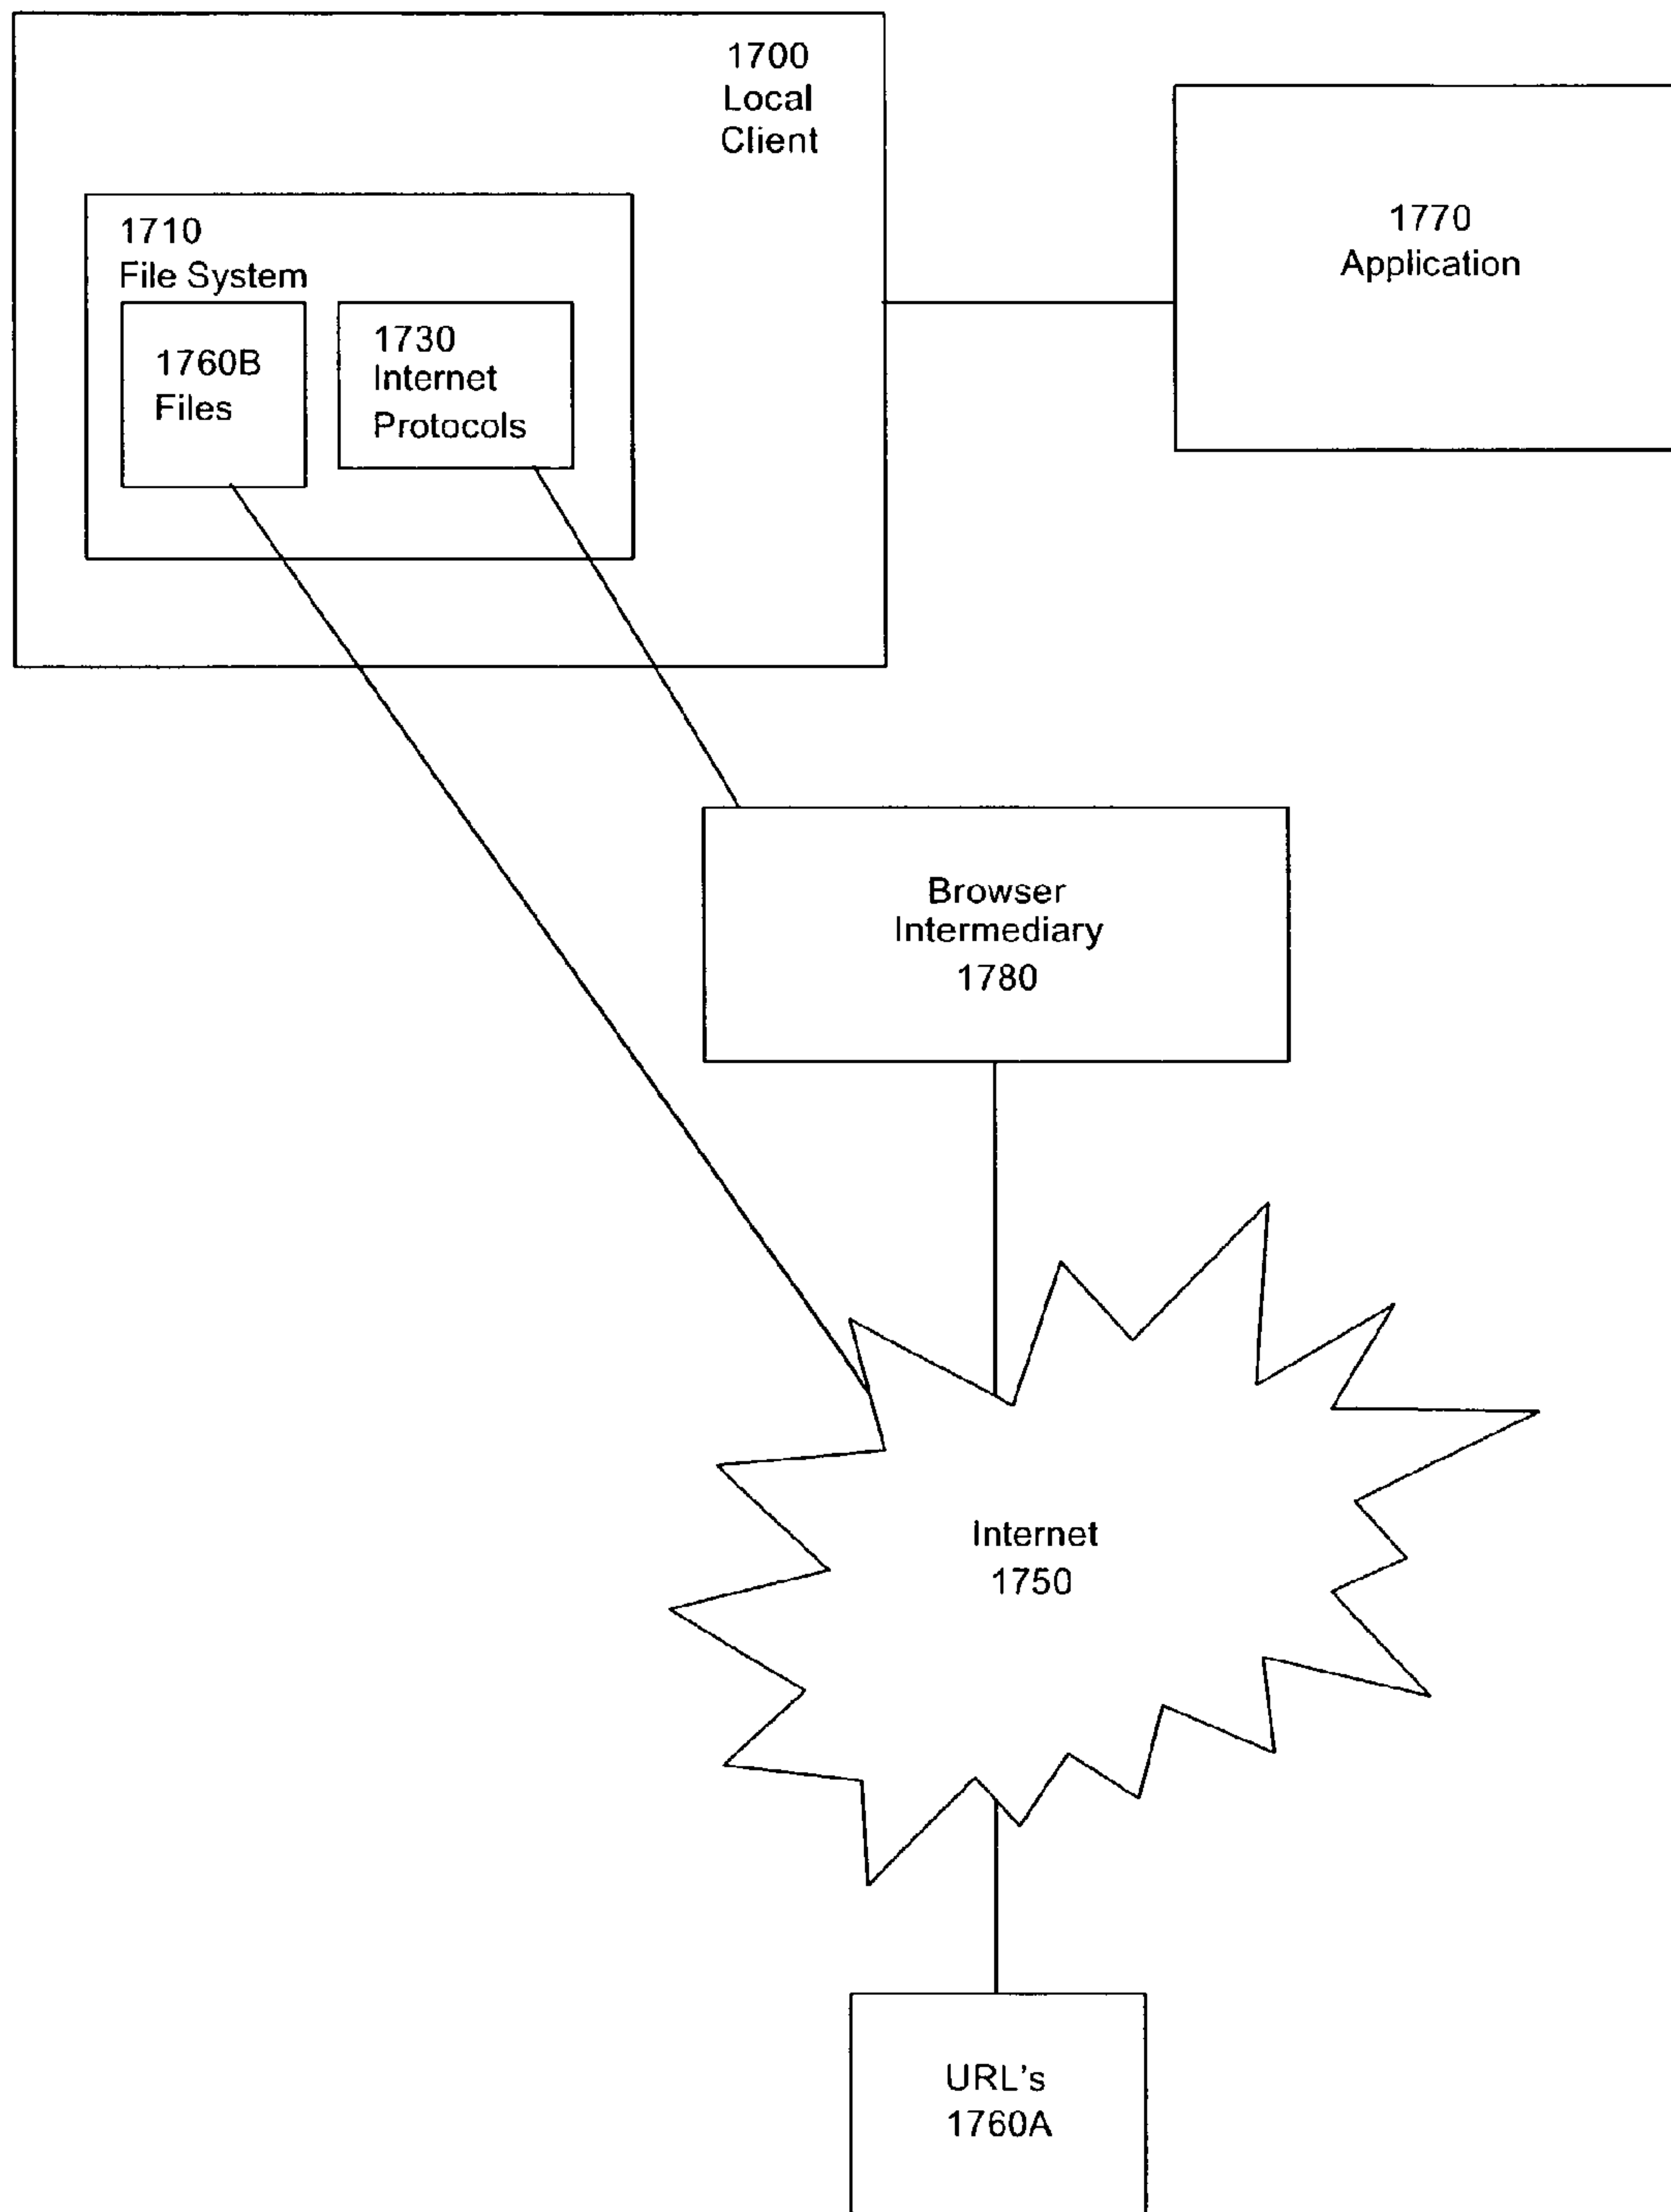 1700
Local
Client
1710
File System
1760B
Files
1730
Internet
Protocols
1770
Application
Browser
Intermediary
1780
Internet
1750
URL's
1760A